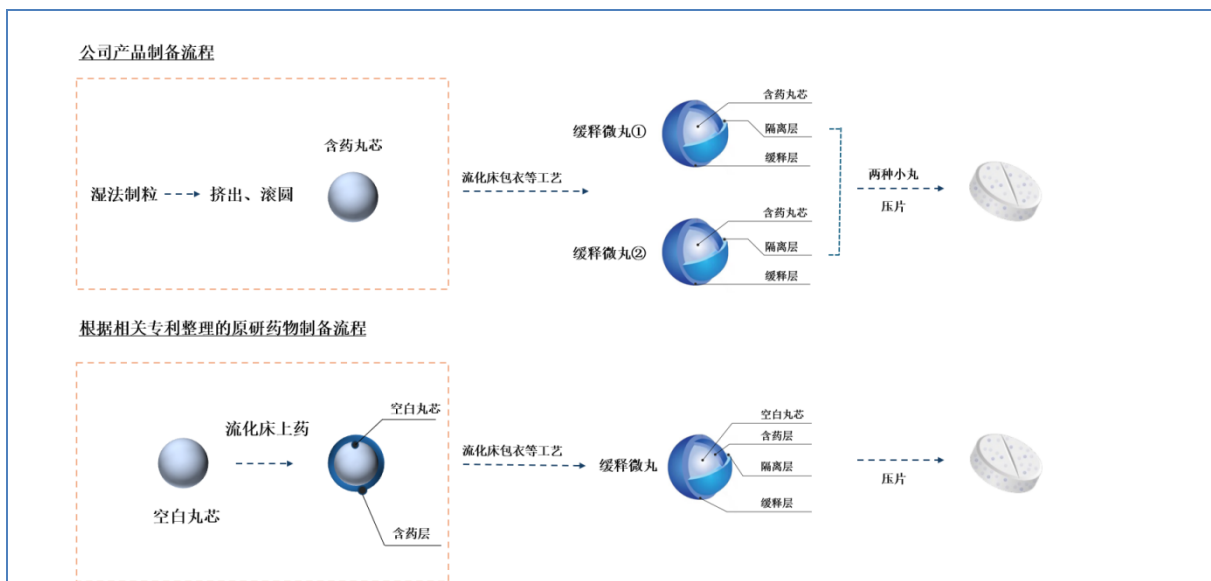 公司产品制备流程
湿法制粒
挤出、滚圆
含药丸芯
流化床包衣等工艺
缓释微丸①
含药丸芯
隔离层
缓释层
缓释微丸②
含药丸芯
隔离层
缓释层
两种小丸
压片
根据相关专利整理的原研药物制备流程
空白丸芯
流化床上药
空白丸芯
含药层
流化床包衣等工艺
缓释微丸
空白丸芯
含药层
隔离层
缓释层
压片